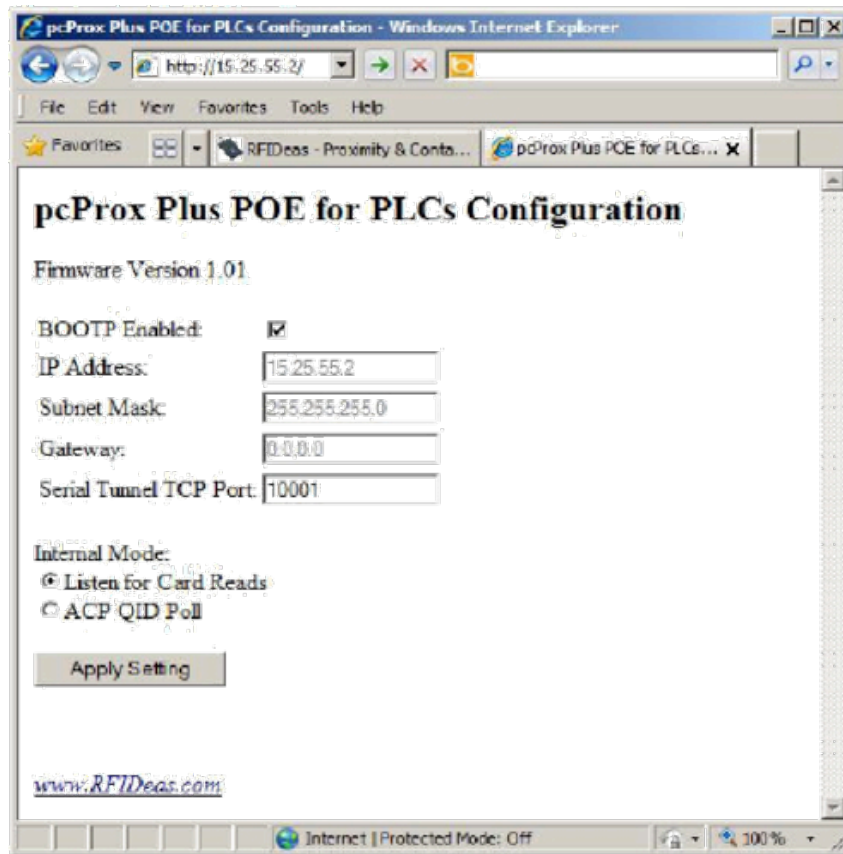 pcProx Plus POE for PLCs Configuration - Windows Internet Explorer
http://15.25.55.2/
File Edit View Favorites Tools Help
Favorites RFIDeas - Proximity & Conta... pcProx Plus POE for PLCs... X
pcProx Plus POE for PLCs Configuration
Firmware Version 1.01
BOOTP Enabled:
IP Address: 15.25.55.2
Subnet Mask: 255.255.255.0
Gateway: 0.0.0.0
Serial Tunnel TCP Port: 10001
Internal Mode:
Listen for Card Reads
ACP QID Poll
Apply Setting
www.RFIDeas.com
Internet | Protected Mode: Off 100%